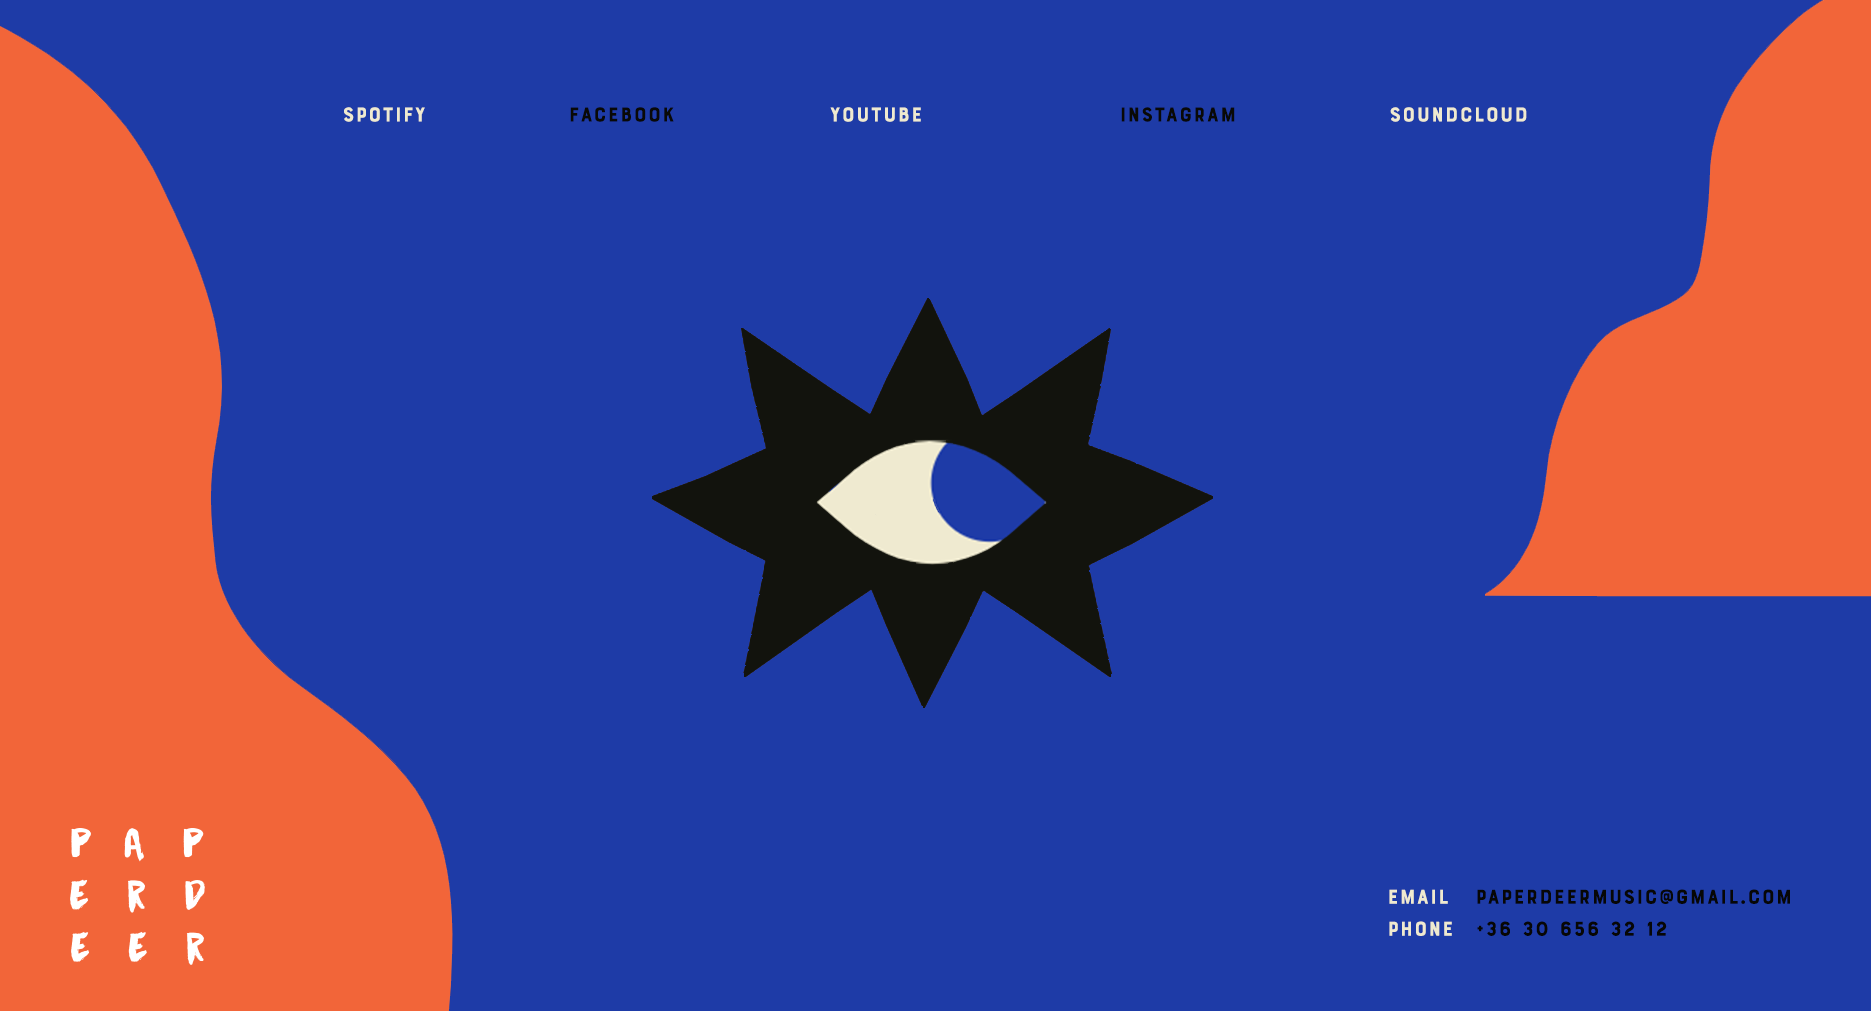 SPOTIFY FACEBOOK YOUTUBE INSTAGRAM SOUNDCLOUD
P A P
E R D
E E R
EMAIL PAPERDEERMUSIC@GMAIL.COM
PHONE +36 30 656 32 12